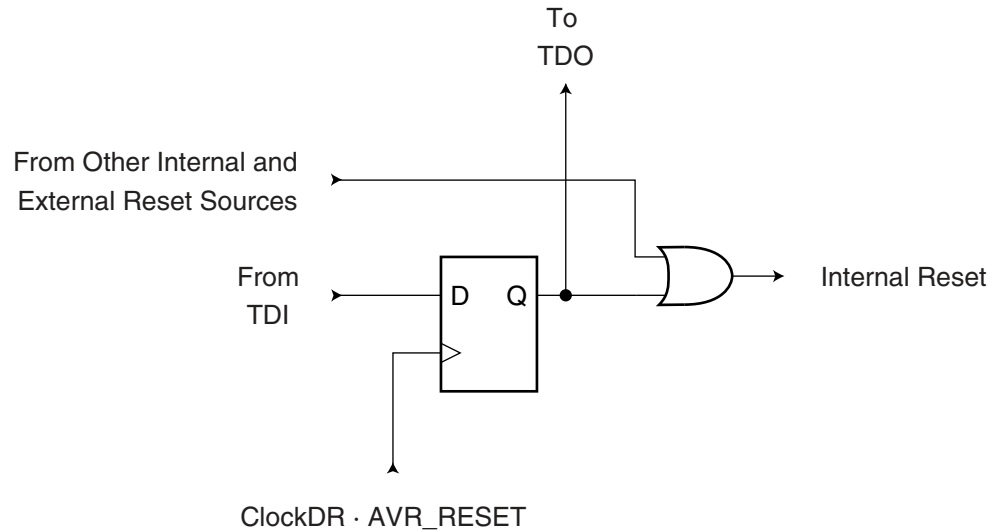 To
TDO
From Other Internal and
External Reset Sources
From
TDI
D
Q
Internal Reset
ClockDR · AVR_RESET